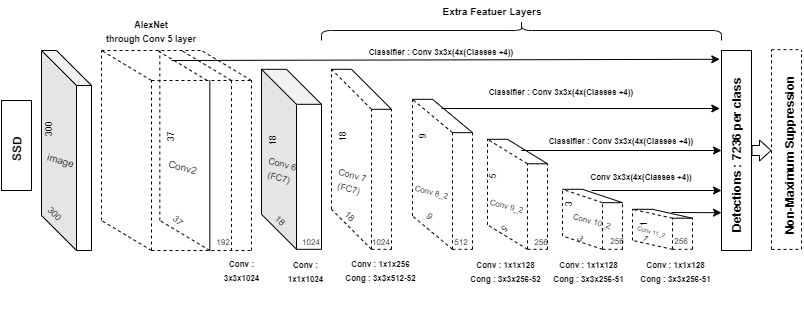 Extra Featuer Layers
AlexNet
through Conv 5 layer
Classifier : Conv 3x3x(4x(Classes +4))
Classifier : Conv 3x3x(4x(Classes +4))
Classifier : Conv 3x3x(4x(Classes +4))
Conv 3x3x(4x(Classes +4))
SSD
300
image
300
37
Conv2
37
192
18
Conv 6
(FC7)
18
1024
18
Conv 7
(FC7)
18
1024
9
Conv 8_2
9
512
5
Conv 9_2
5
256
3
Conv 10_2
3
256
1
Conv 11_2
1
256
Detections : 7236 per class
Non-Maximum Suppression
Conv :
3x3x1024
Conv :
1x1x1024
Conv : 1x1x256
Cong : 3x3x512-52
Conv : 1x1x128
Cong : 3x3x256-52
Conv : 1x1x128
Cong : 3x3x256-51
Conv : 1x1x128
Cong : 3x3x256-51